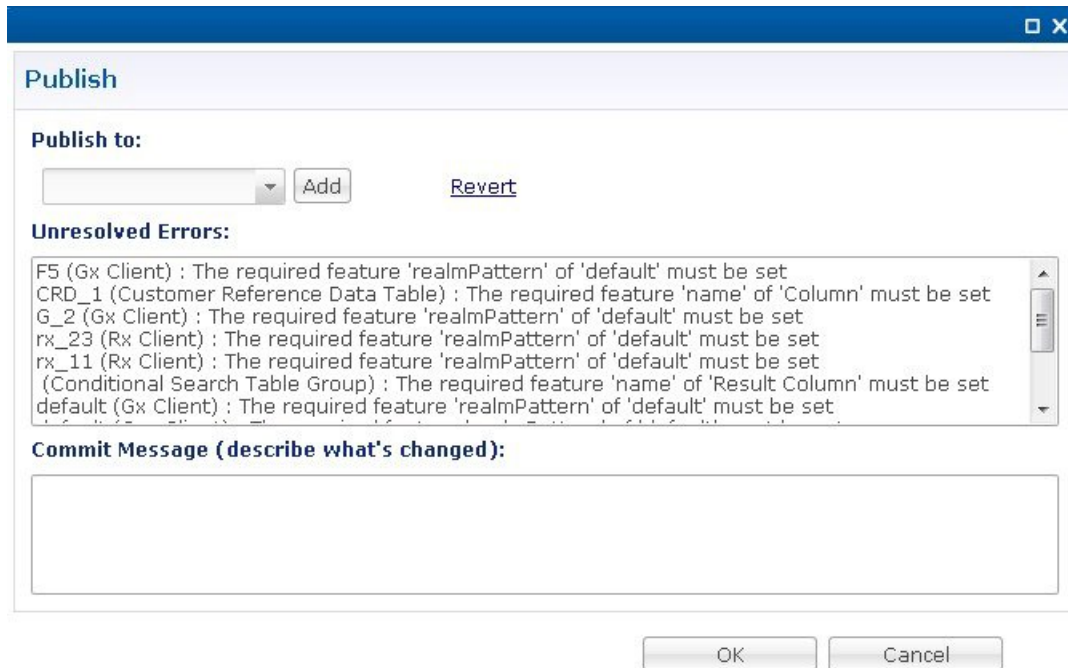 Publish
Publish to:
Add
Revert
Unresolved Errors:
F5 (Gx Client) : The required feature 'realmPattern' of 'default' must be set
CRD_1 (Customer Reference Data Table) : The required feature 'name' of 'Column' must be set
G_2 (Gx Client) : The required feature 'realmPattern' of 'default' must be set
rx_23 (Rx Client) : The required feature 'realmPattern' of 'default' must be set
rx_11 (Rx Client) : The required feature 'realmPattern' of 'default' must be set
(Conditional Search Table Group) : The required feature 'name' of 'Result Column' must be set
default (Gx Client) : The required feature 'realmPattern' of 'default' must be set
Commit Message (describe what's changed):
OK
Cancel